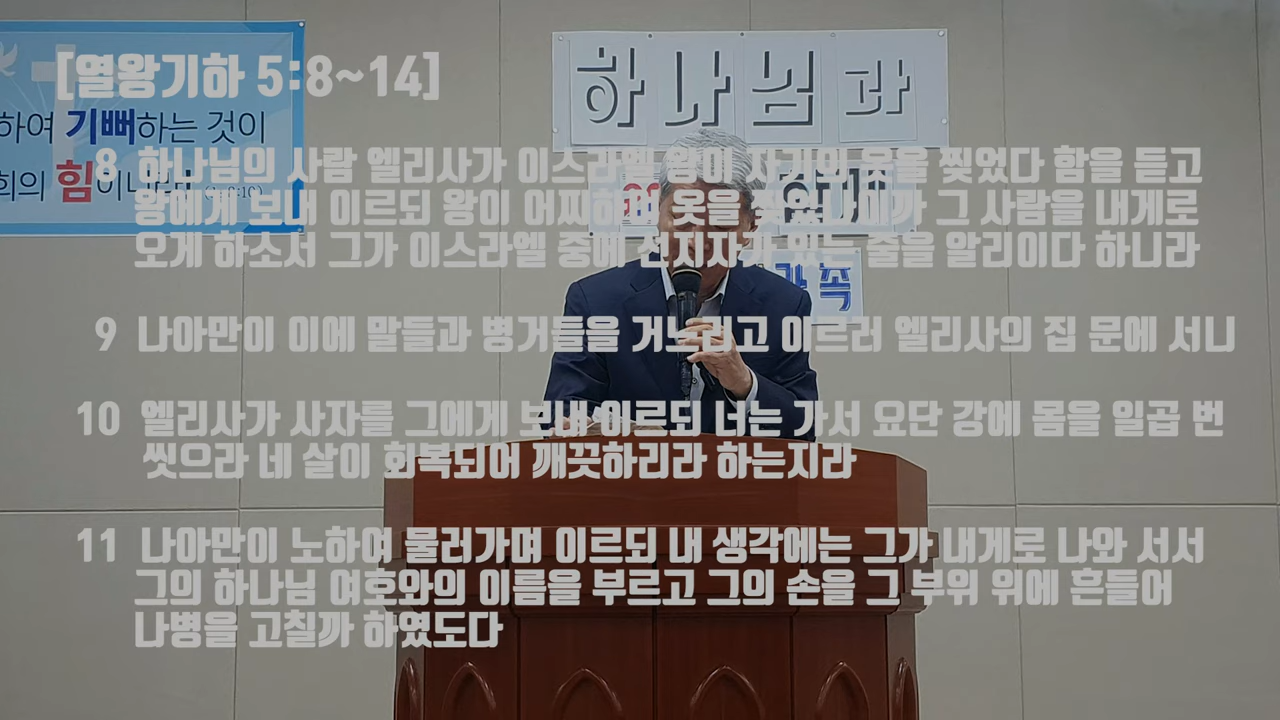 [열왕기하 5:8~14]
하나님과
하여 기뻐하는 것이
희의 힘이니라
8 하나님의 사람 엘리사가 이스라엘 왕이 자기의 옷을 찢었다 함을 듣고
왕에게 보내 이르되 왕이 어찌하여 옷을 찢었나이까 그 사람을 내게로
오게 하소서 그가 이스라엘 중에 선지자가 있는 줄을 알리이다 하니라
9 나아만이 이에 말들과 병거들을 거느리고 이르러 엘리사의 집 문에 서니
10 엘리사가 사자를 그에게 보내 이르되 너는 가서 요단 강에 몸을 일곱 번
씻으라 네 살이 회복되어 깨끗하리라 하는지라
11 나아만이 노하여 물러가며 이르되 내 생각에는 그가 내게로 나와 서서
그의 하나님 여호와의 이름을 부르고 그의 손을 그 부위 위에 흔들어
나병을 고칠까 하였도다